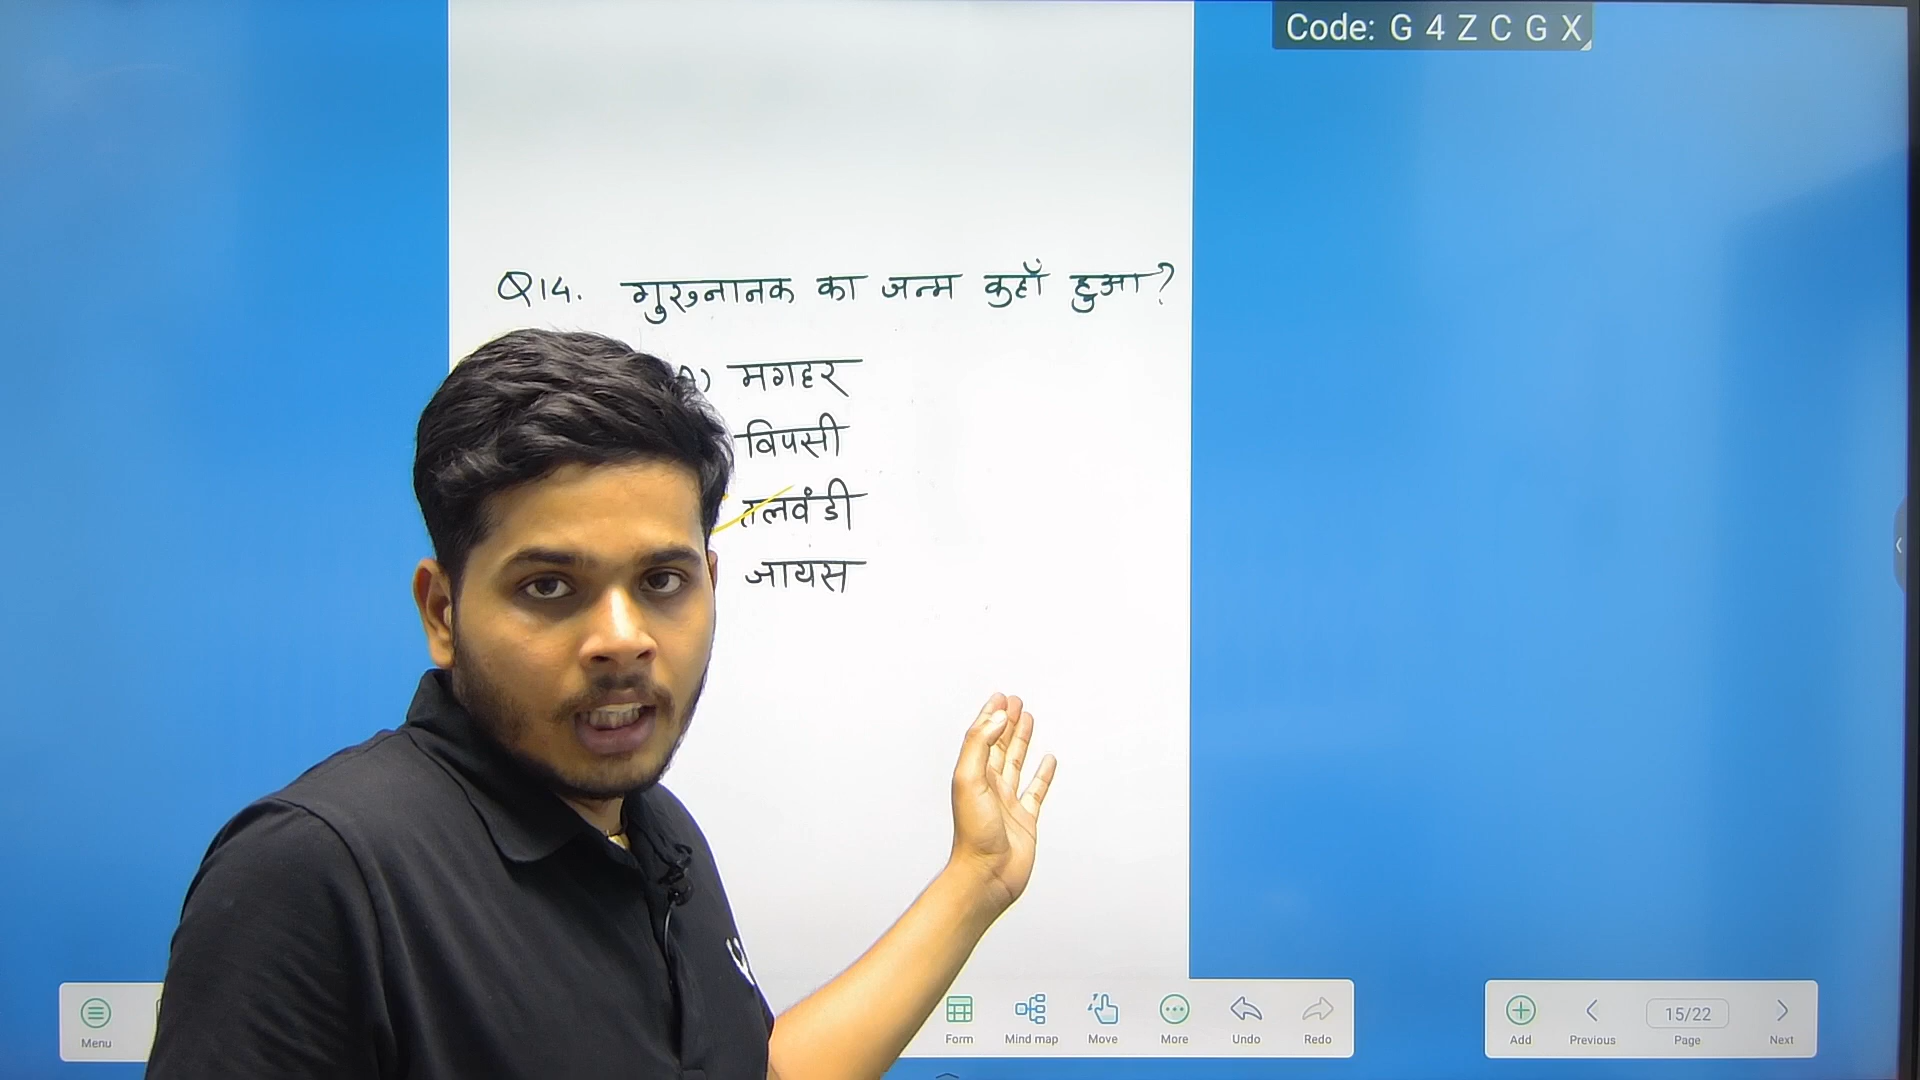 Code: G 4 Z C G X
Q14. गुरुनानक का जन्म कहाँ हुआ?
मगहर
विपसी
तलवंडी
जायस
Menu
Form
Mind map
Move
More
Undo
Redo
Add
Previous
15/22
Page
Next